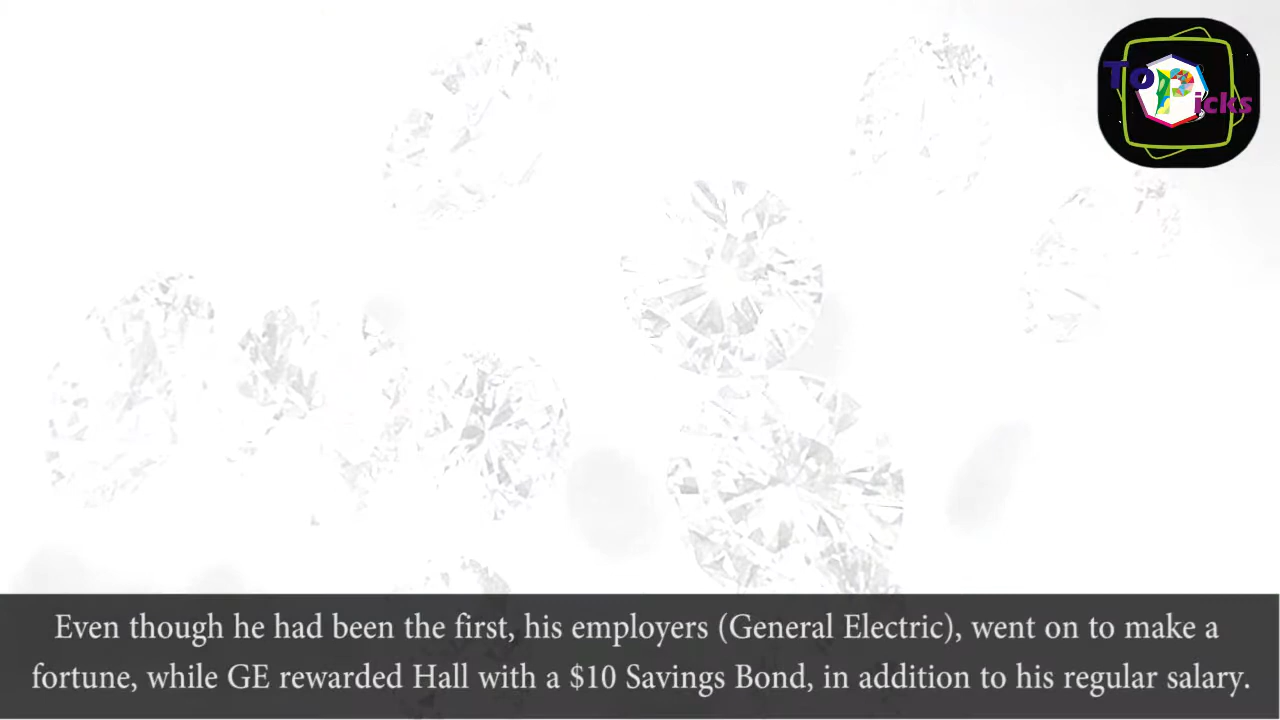 ToPicks
Even though he had been the first, his employers (General Electric), went on to make a
fortune, while GE rewarded Hall with a $10 Savings Bond, in addition to his regular salary.